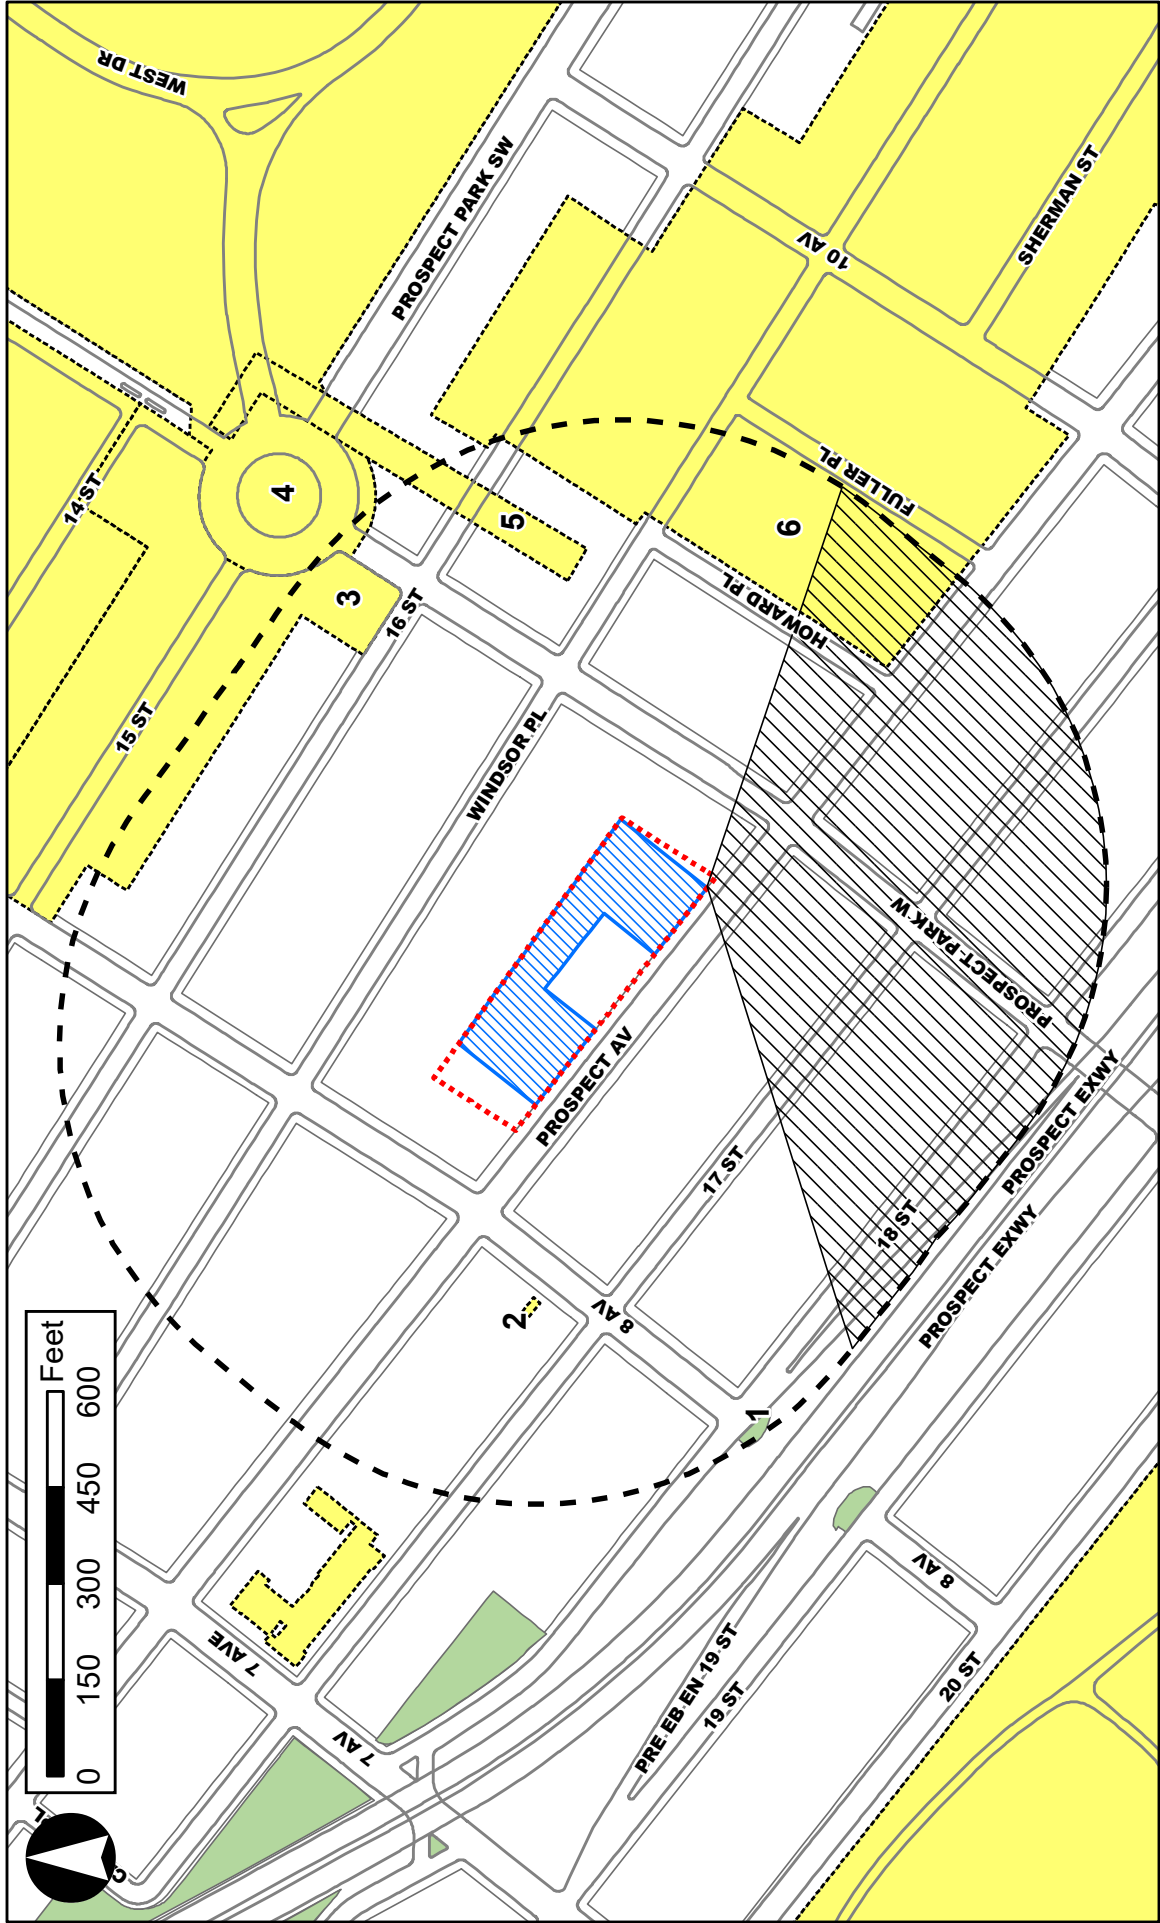 WEST DR
PROSPECT PARK SW
10 AV
SHERMAN ST
14 ST
4
5
FULLER PL
6
3
16 ST
HOWARD PL
15 ST
WINDSOR PL
PROSPECT PARK W
PROSPECT AV
17 ST
18 ST
PROSPECT EXWY
PROSPECT EXWY
2
8 AV
1
8 AV
7 AVE
7 AV
PRE EB EN 19 ST
19 ST
20 ST
Feet
0 150 300 450 600